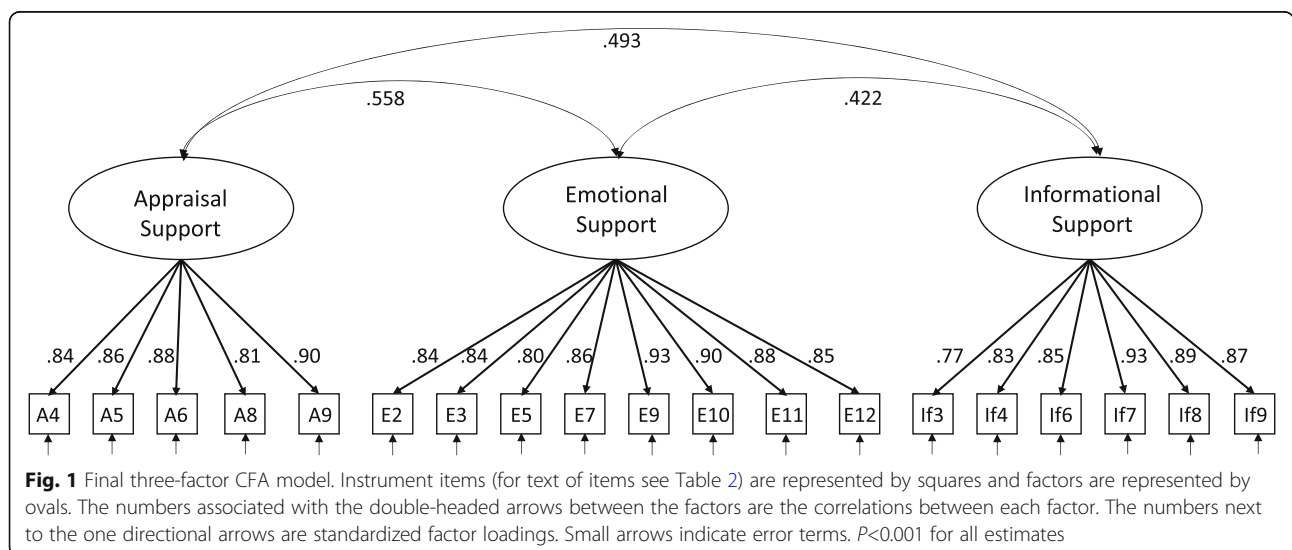 .493
.558
.422
Appraisal
Support
Emotional
Support
Informational
Support
.84 .86 .88 .81 .90 .84 .84 .80 .86 .93 .90 .88 .85 .77 .83 .85 .93 .89 .87
A4 A5 A6 A8 A9 E2 E3 E5 E7 E9 E10 E11 E12 If3 If4 If6 If7 If8 If9
Fig. 1 Final three-factor CFA model. Instrument items (for text of items see Table 2) are represented by squares and factors are represented by
ovals. The numbers associated with the double-headed arrows between the factors are the correlations between each factor. The numbers next
to the one directional arrows are standardized factor loadings. Small arrows indicate error terms. P<0.001 for all estimates